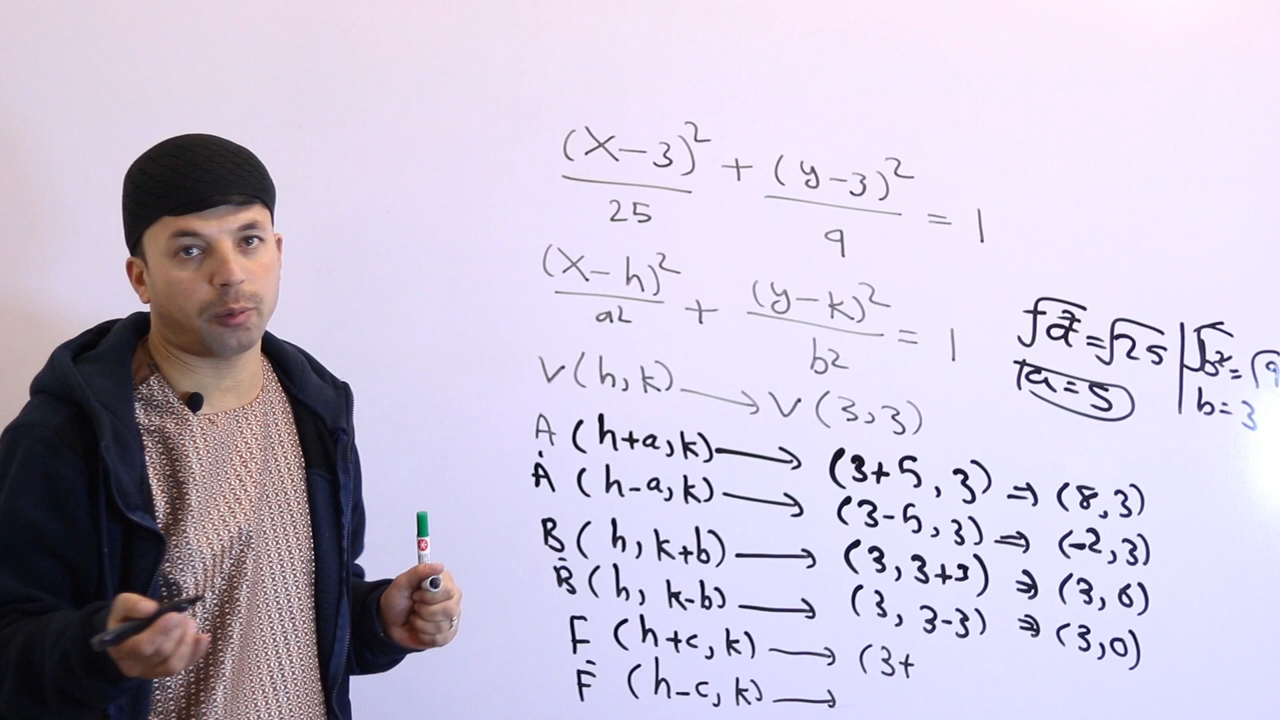 (x-3)²/25 + (y-3)²/9 = 1
(x-h)²/a² + (y-k)²/b² = 1
√a² = √25 | √b² = √9
a = 5 | b = 3
V(h,k) → V(3,3)
A (h+a,k) → (3+5,3) ⇒ (8,3)
Á (h-a,k) → (3-5,3) ⇒ (-2,3)
B (h,k+b) → (3,3+3) ⇒ (3,6)
B́ (h,k-b) → (3,3-3) ⇒ (3,0)
F (h+c,k) → (3+
F́ (h-c,k) →